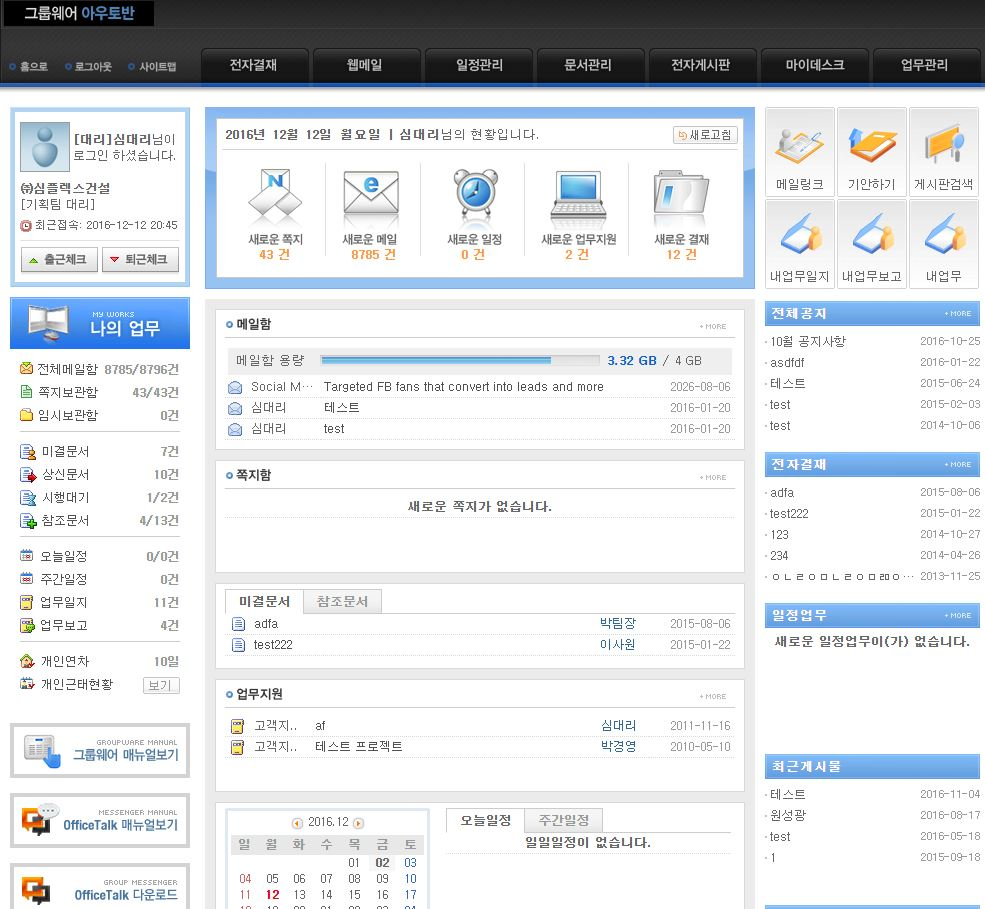 그룹웨어 아우토반
홈으로 로그아웃 사이트맵
전자결재 웹메일 일정관리 문서관리 전자게시판 마이데스크 업무관리
[대리]심대리님이
로그인 하셨습니다.
㈜심플렉스건설
[기획팀 대리]
최근접속: 2016-12-12 20:45
출근체크 퇴근체크
MY WORKS
나의 업무
전체메일함 8785/8796건
쪽지보관함 43/43건
임시보관함 0건
미결문서 7건
상신문서 10건
시행대기 1/2건
참조문서 4/13건
오늘일정 0/0건
주간일정 0건
업무일지 11건
업무보고 4건
개인연차 10일
개인근태현황 보기
GROUPWARE MANUAL
그룹웨어 매뉴얼보기
MESSENGER MANUAL
OfficeTalk 매뉴얼보기
GROUP MESSENGER
OfficeTalk 다운로드
2016년 12월 12일 월요일 | 심대리님의 현황입니다.
새로고침
새로운 쪽지 새로운 메일 새로운 일정 새로운 업무지원 새로운 결재
43 건 8785 건 0 건 2 건 12 건
메일함 + MORE
메일함 용량 3.32 GB / 4 GB
Social M··· Targeted FB fans that convert into leads and more 2026-08-06
심대리 테스트 2016-01-20
심대리 test 2016-01-20
쪽지함 + MORE
새로운 쪽지가 없습니다.
미결문서 참조문서
adfa 박팀장 2015-08-06
test222 이사원 2015-01-22
업무지원 + MORE
고객지.. af 심대리 2011-11-16
고객지.. 테스트 프로젝트 박경영 2010-05-10
2016.12
일 월 화 수 목 금 토
01 02 03
04 05 06 07 08 09 10
11 12 13 14 15 16 17
오늘일정 주간일정
일일일정이 없습니다.
메일링크 기안하기 게시판검색
내업무일지 내업무보고 내업무
전체공지 + MORE
10월 공지사항 2016-10-25
asdfdf 2016-01-22
테스트 2015-06-24
test 2015-02-03
test 2014-10-06
전자결재 + MORE
adfa 2015-08-06
test222 2015-01-22
123 2014-10-27
234 2014-04-26
2013-11-25
일정업무 + MORE
새로운 일정업무이(가) 없습니다.
최근게시물
테스트 2016-11-04
원성광 2016-08-17
test 2016-05-18
1 2015-09-18